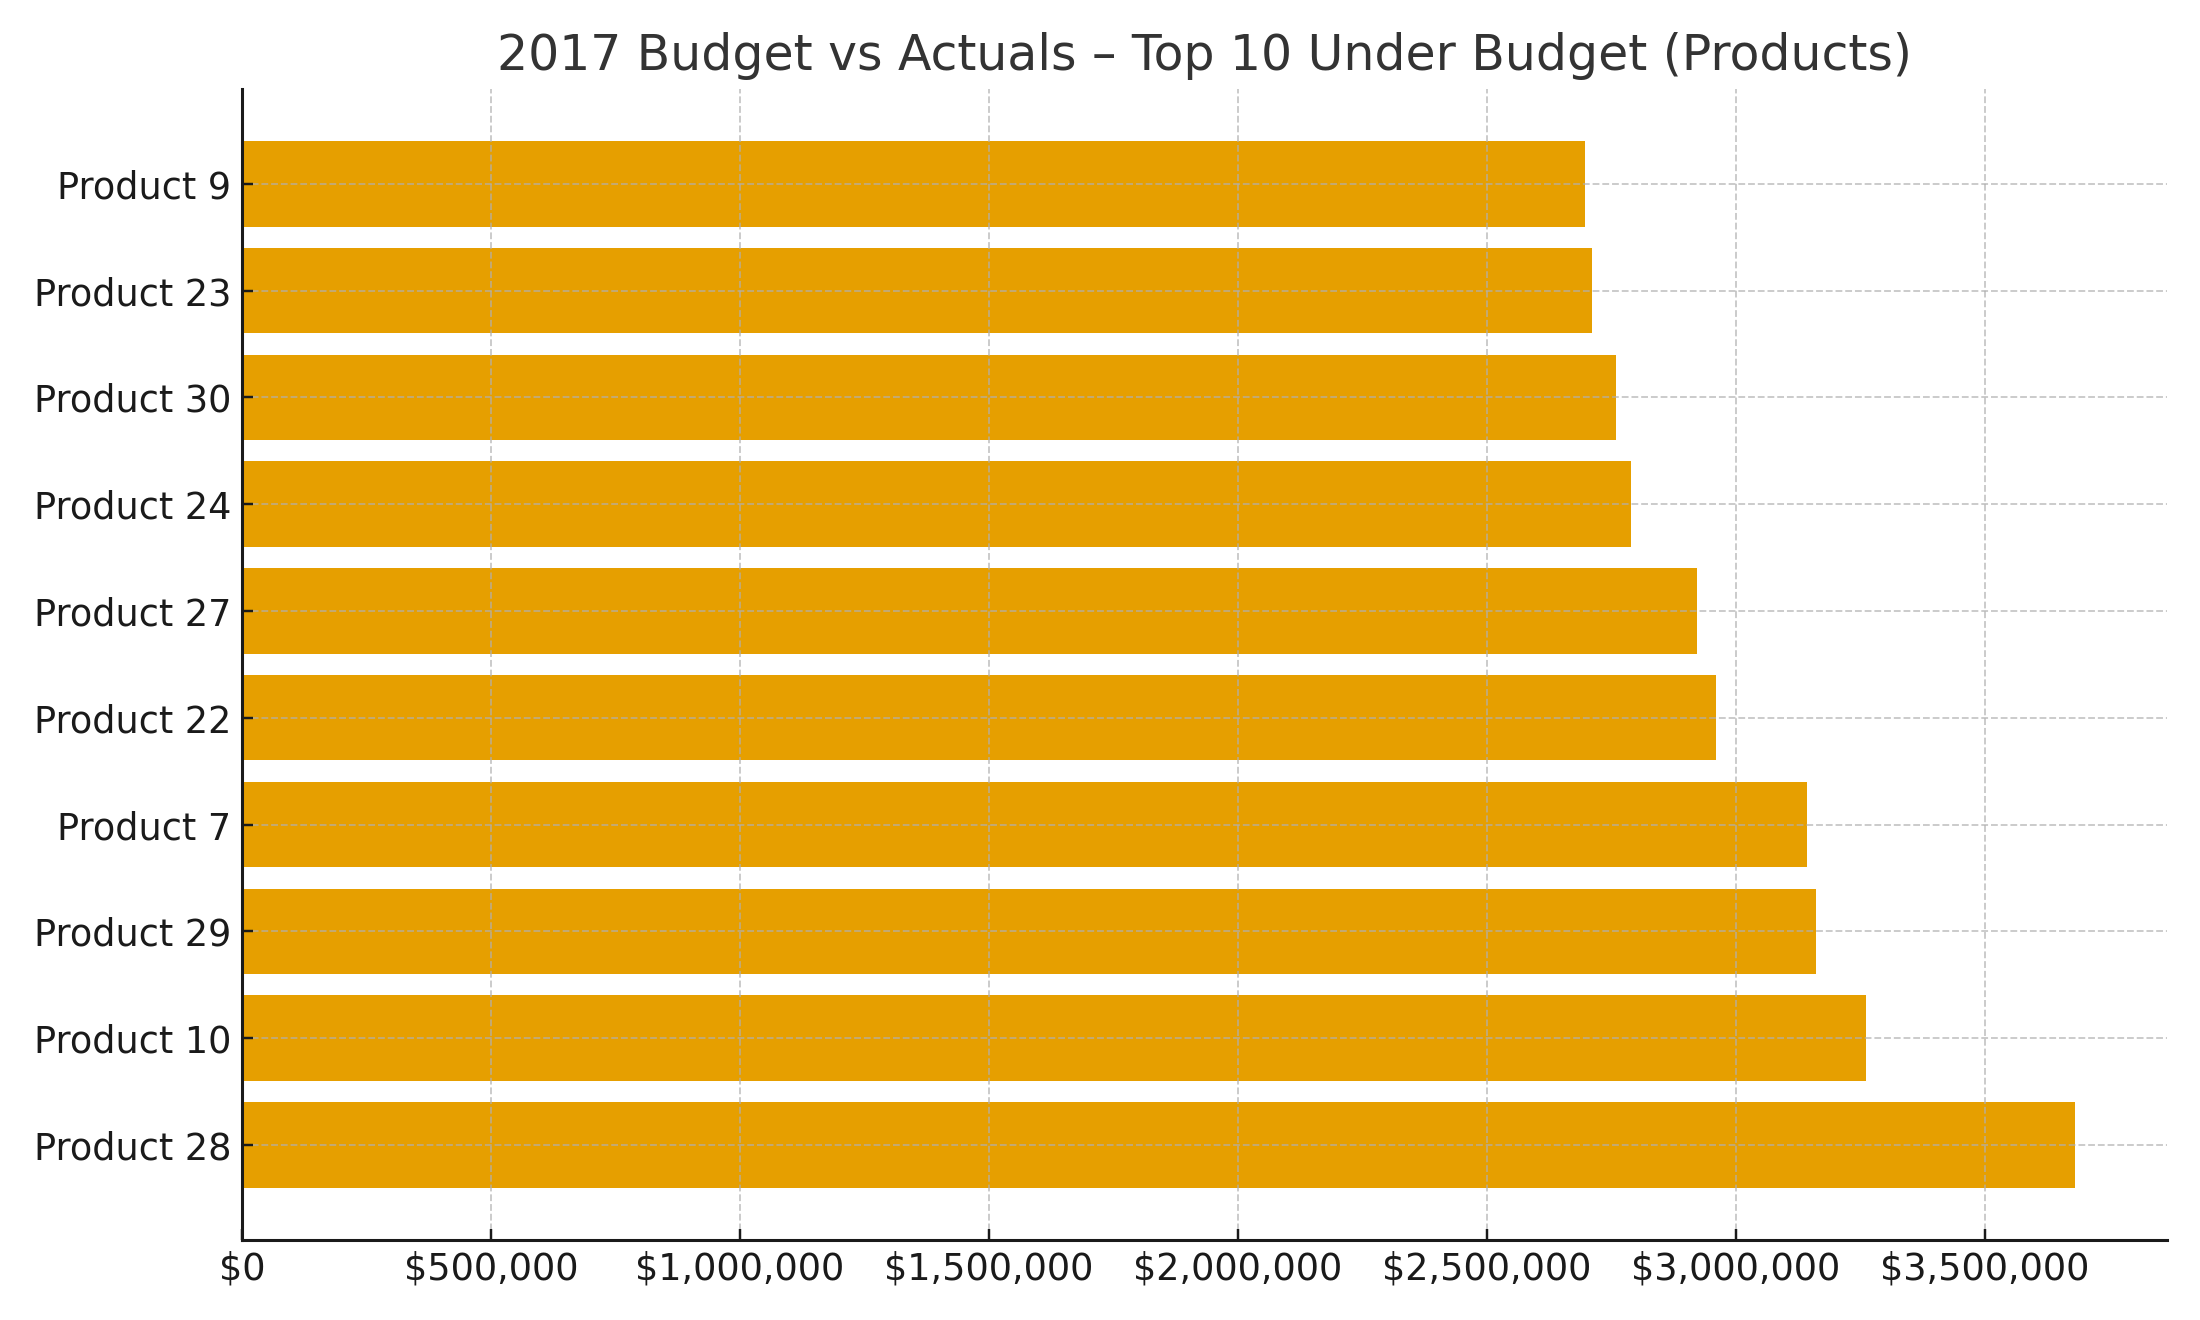 2017 Budget vs Actuals – Top 10 Under Budget (Products)
Product 9
Product 23
Product 30
Product 24
Product 27
Product 22
Product 7
Product 29
Product 10
Product 28
$0 $500,000 $1,000,000 $1,500,000 $2,000,000 $2,500,000 $3,000,000 $3,500,000